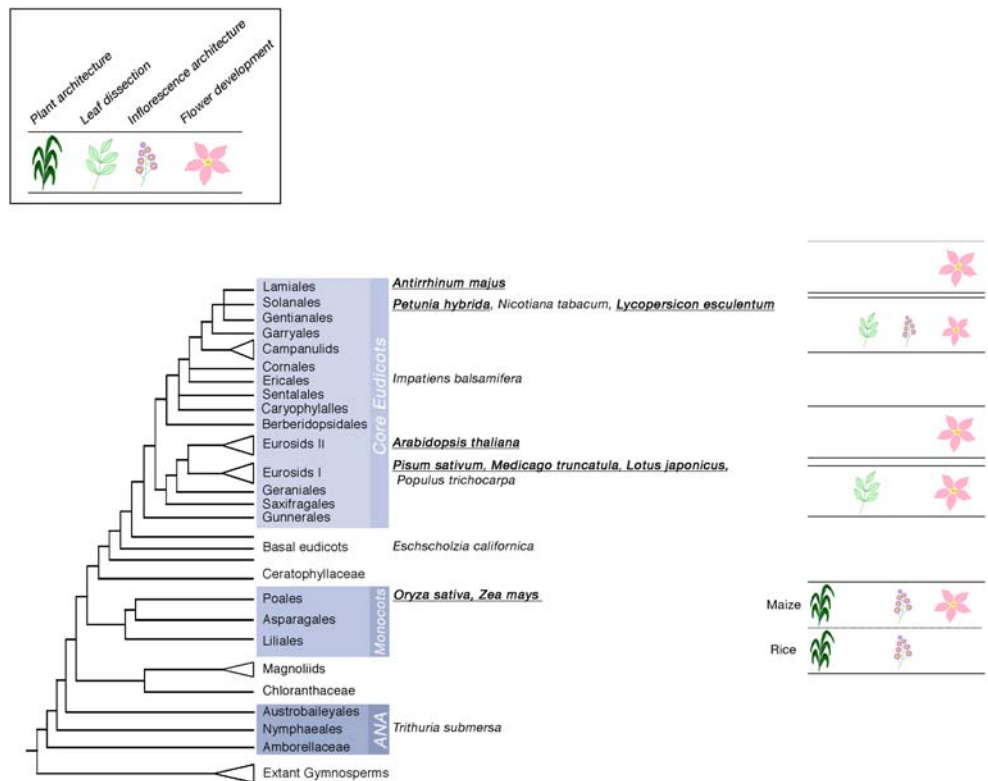 Plant architecture
Leaf dissection
Inflorescence architecture
Flower development
Lamiales Antirrhinum majus
Solanales Petunia hybrida, Nicotiana tabacum, Lycopersicon esculentum
Gentianales
Garryales
Campanulids
Cornales
Ericales Impatiens balsamifera
Sentalales
Caryophylalles
Berberidopsidales
Eurosids II Arabidopsis thaliana
Eurosids I Pisum sativum, Medicago truncatula, Lotus japonicus,
Populus trichocarpa
Geraniales
Saxifragales
Gunnerales
Core Eudicots
Basal eudicots Eschscholzia californica
Ceratophyllaceae
Poales Oryza sativa, Zea mays Maize
Asparagales
Liliales Rice
Monocots
Magnoliids
Chloranthaceae
Austrobaileyales
Nymphaeales Trithuria submersa
Amborellaceae
ANA
Extant Gymnosperms